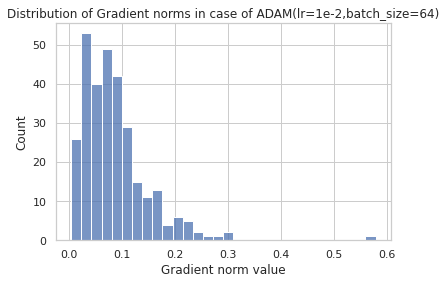 Distribution of Gradient norms in case of ADAM(lr=1e-2,batch_size=64)
50
40
30
20
10
0
Count
0.0 0.1 0.2 0.3 0.4 0.5 0.6
Gradient norm value